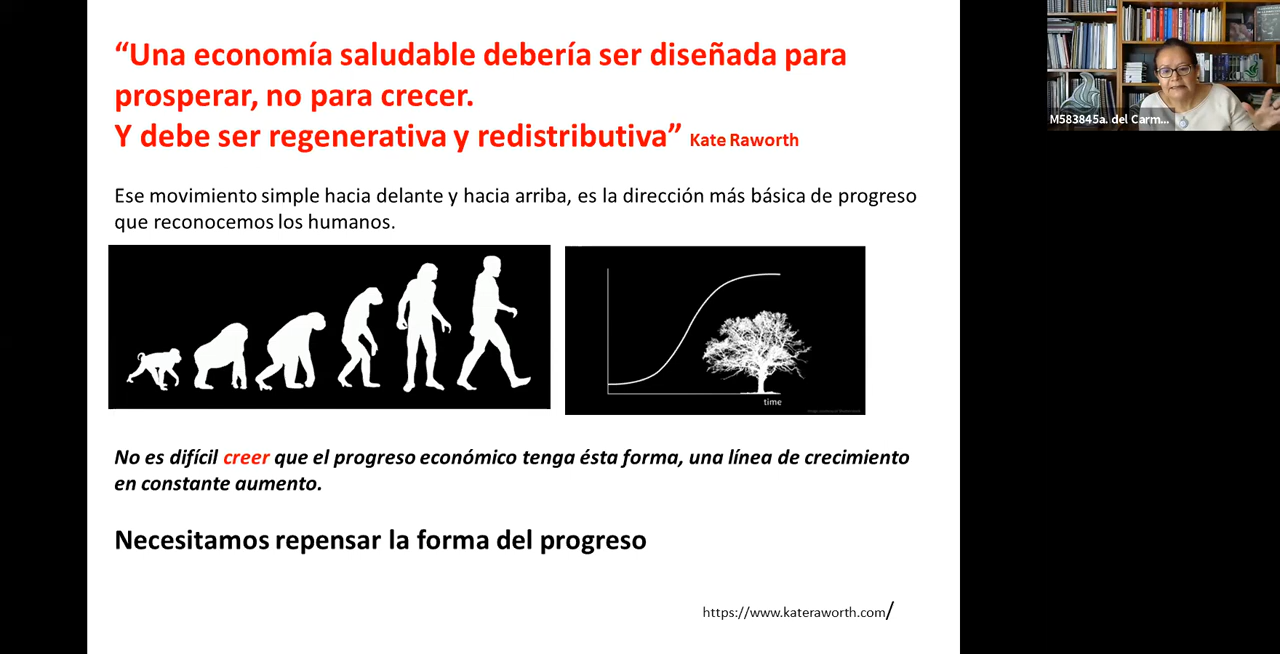 “Una economía saludable debería ser diseñada para
prosperar, no para crecer.
Y debe ser regenerativa y redistributiva” Kate Raworth
M583845a. del Carm...
Ese movimiento simple hacia delante y hacia arriba, es la dirección más básica de progreso
que reconocemos los humanos.
time
No es difícil creer que el progreso económico tenga ésta forma, una línea de crecimiento
en constante aumento.
Necesitamos repensar la forma del progreso
https://www.kateraworth.com/